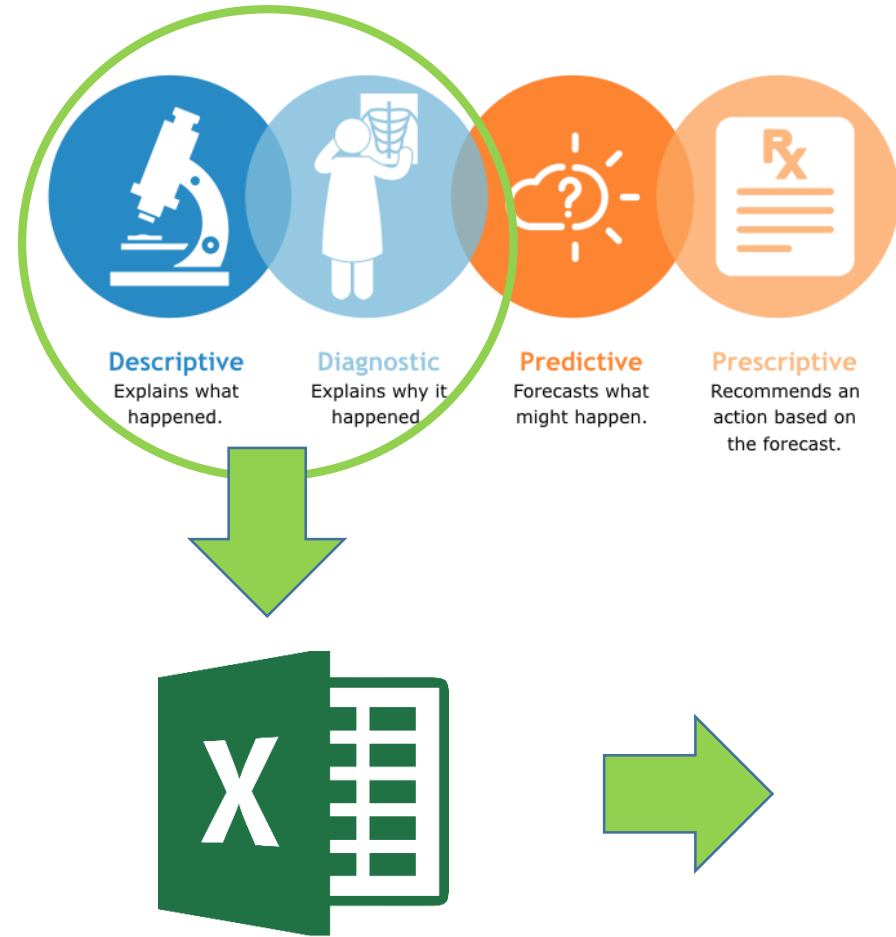 ?
Rx
Descriptive
Explains what
happened.
Diagnostic
Explains why it
happened
Predictive
Forecasts what
might happen.
Prescriptive
Recommends an
action based on
the forecast.
X